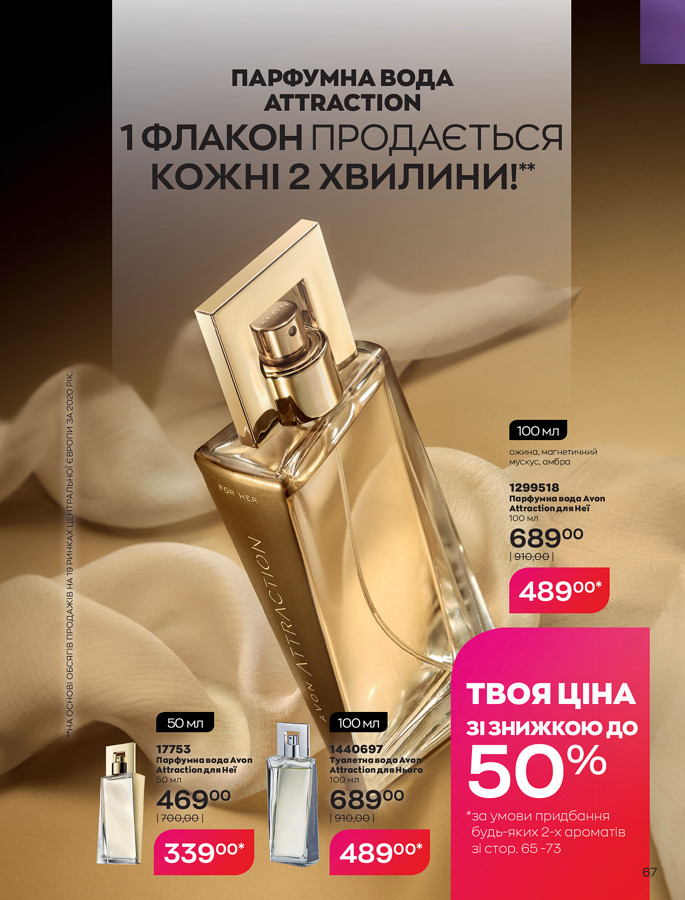 ПАРФУМНА ВОДА
ATTRACTION
1 ФЛАКОН ПРОДАЄТЬСЯ
КОЖНІ 2 ХВИЛИНИ!**
**НА ОСНОВІ ОБСЯГІВ ПРОДАЖІВ НА 19 РИНКАХ ЦЕНТРАЛЬНОЇ ЄВРОПИ ЗА 2020 РІК.
AVON
FOR HER
AVON ATTRACTION
100 мл
ожина, магнетичний
мускус, амбра
1299518
Парфумна вода Avon
Attraction для Неї
100 мл
689⁰⁰
| 910,00 |
489⁰⁰*
50 мл
17753
Парфумна вода Avon
Attraction для Неї
50 мл
469⁰⁰
| 700,00 |
339⁰⁰*
100 мл
1440697
Туалетна вода Avon
Attraction для Нього
100 мл
689⁰⁰
| 910,00 |
489⁰⁰*
ТВОЯ ЦІНА
ЗІ ЗНИЖКОЮ ДО
50%
*за умови придбання
будь-яких 2-х ароматів
зі стор. 65 -73
67